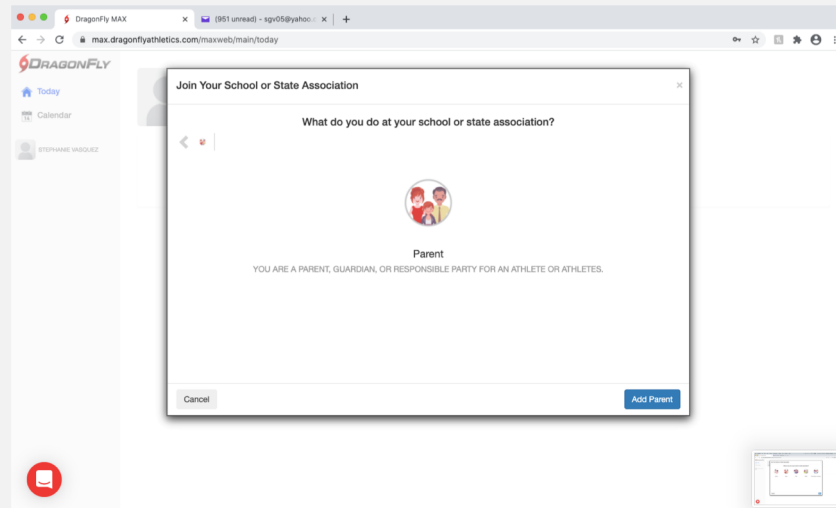 DragonFly MAX
(951 unread) - sgv05@yahoo.c
max.dragonflyathletics.com/maxweb/main/today
DRAGONFLY
Today
Calendar
STEPHANIE VASQUEZ
Join Your School or State Association
What do you do at your school or state association?
Parent
YOU ARE A PARENT, GUARDIAN, OR RESPONSIBLE PARTY FOR AN ATHLETE OR ATHLETES.
Cancel
Add Parent